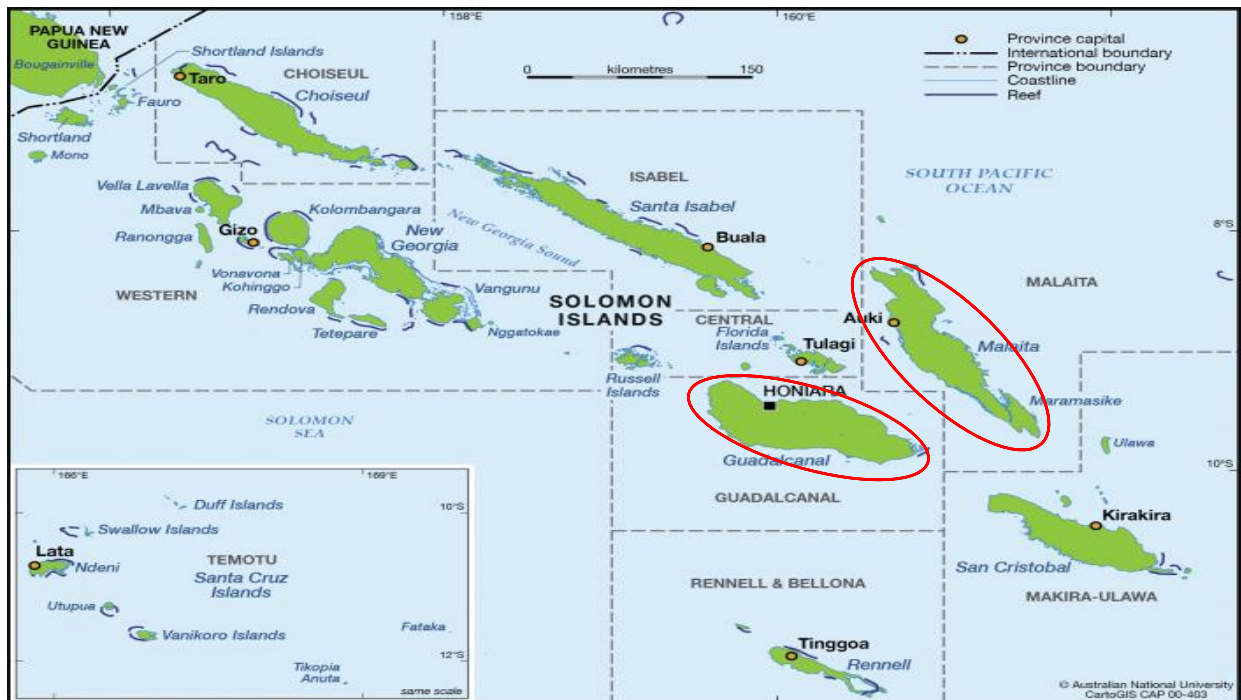 158°E
160°E
PAPUA NEW
GUINEA
Bougainville
Shortland Islands
Taro
CHOISEUL
Choiseul
Fauro
Shortland
Mono
kilometres
0
150
Province capital
International boundary
Province boundary
Coastline
Reef
Vella Lavella
Mbava
Ranongga
Gizo
Kolombangara
New
Georgia
Vonavona
Kohinggo
WESTERN
Rendova
Tetepare
Vangunu
Nggatokae
New Georgia Sound
ISABEL
Santa Isabel
Buala
SOUTH PACIFIC
OCEAN
8°S
SOLOMON
ISLANDS
CENTRAL
Florida
Islands
Tulagi
Russell
Islands
MALAITA
Auki
Malaita
Maramasike
Ulawa
HONIARA
Guadalcanal
GUADALCANAL
10°S
SOLOMON
SEA
Kirakira
San Cristobal
MAKIRA-ULAWA
RENNELL & BELLONA
Tinggoa
Rennell
166°E
169°E
10°S
Duff Islands
Swallow Islands
Lata
Ndeni
TEMOTU
Santa Cruz
Islands
Utupua
Vanikoro Islands
Fataka
12°S
Tikopia
Anuta
same scale
© Australian National University
CartoGIS CAP 00-403